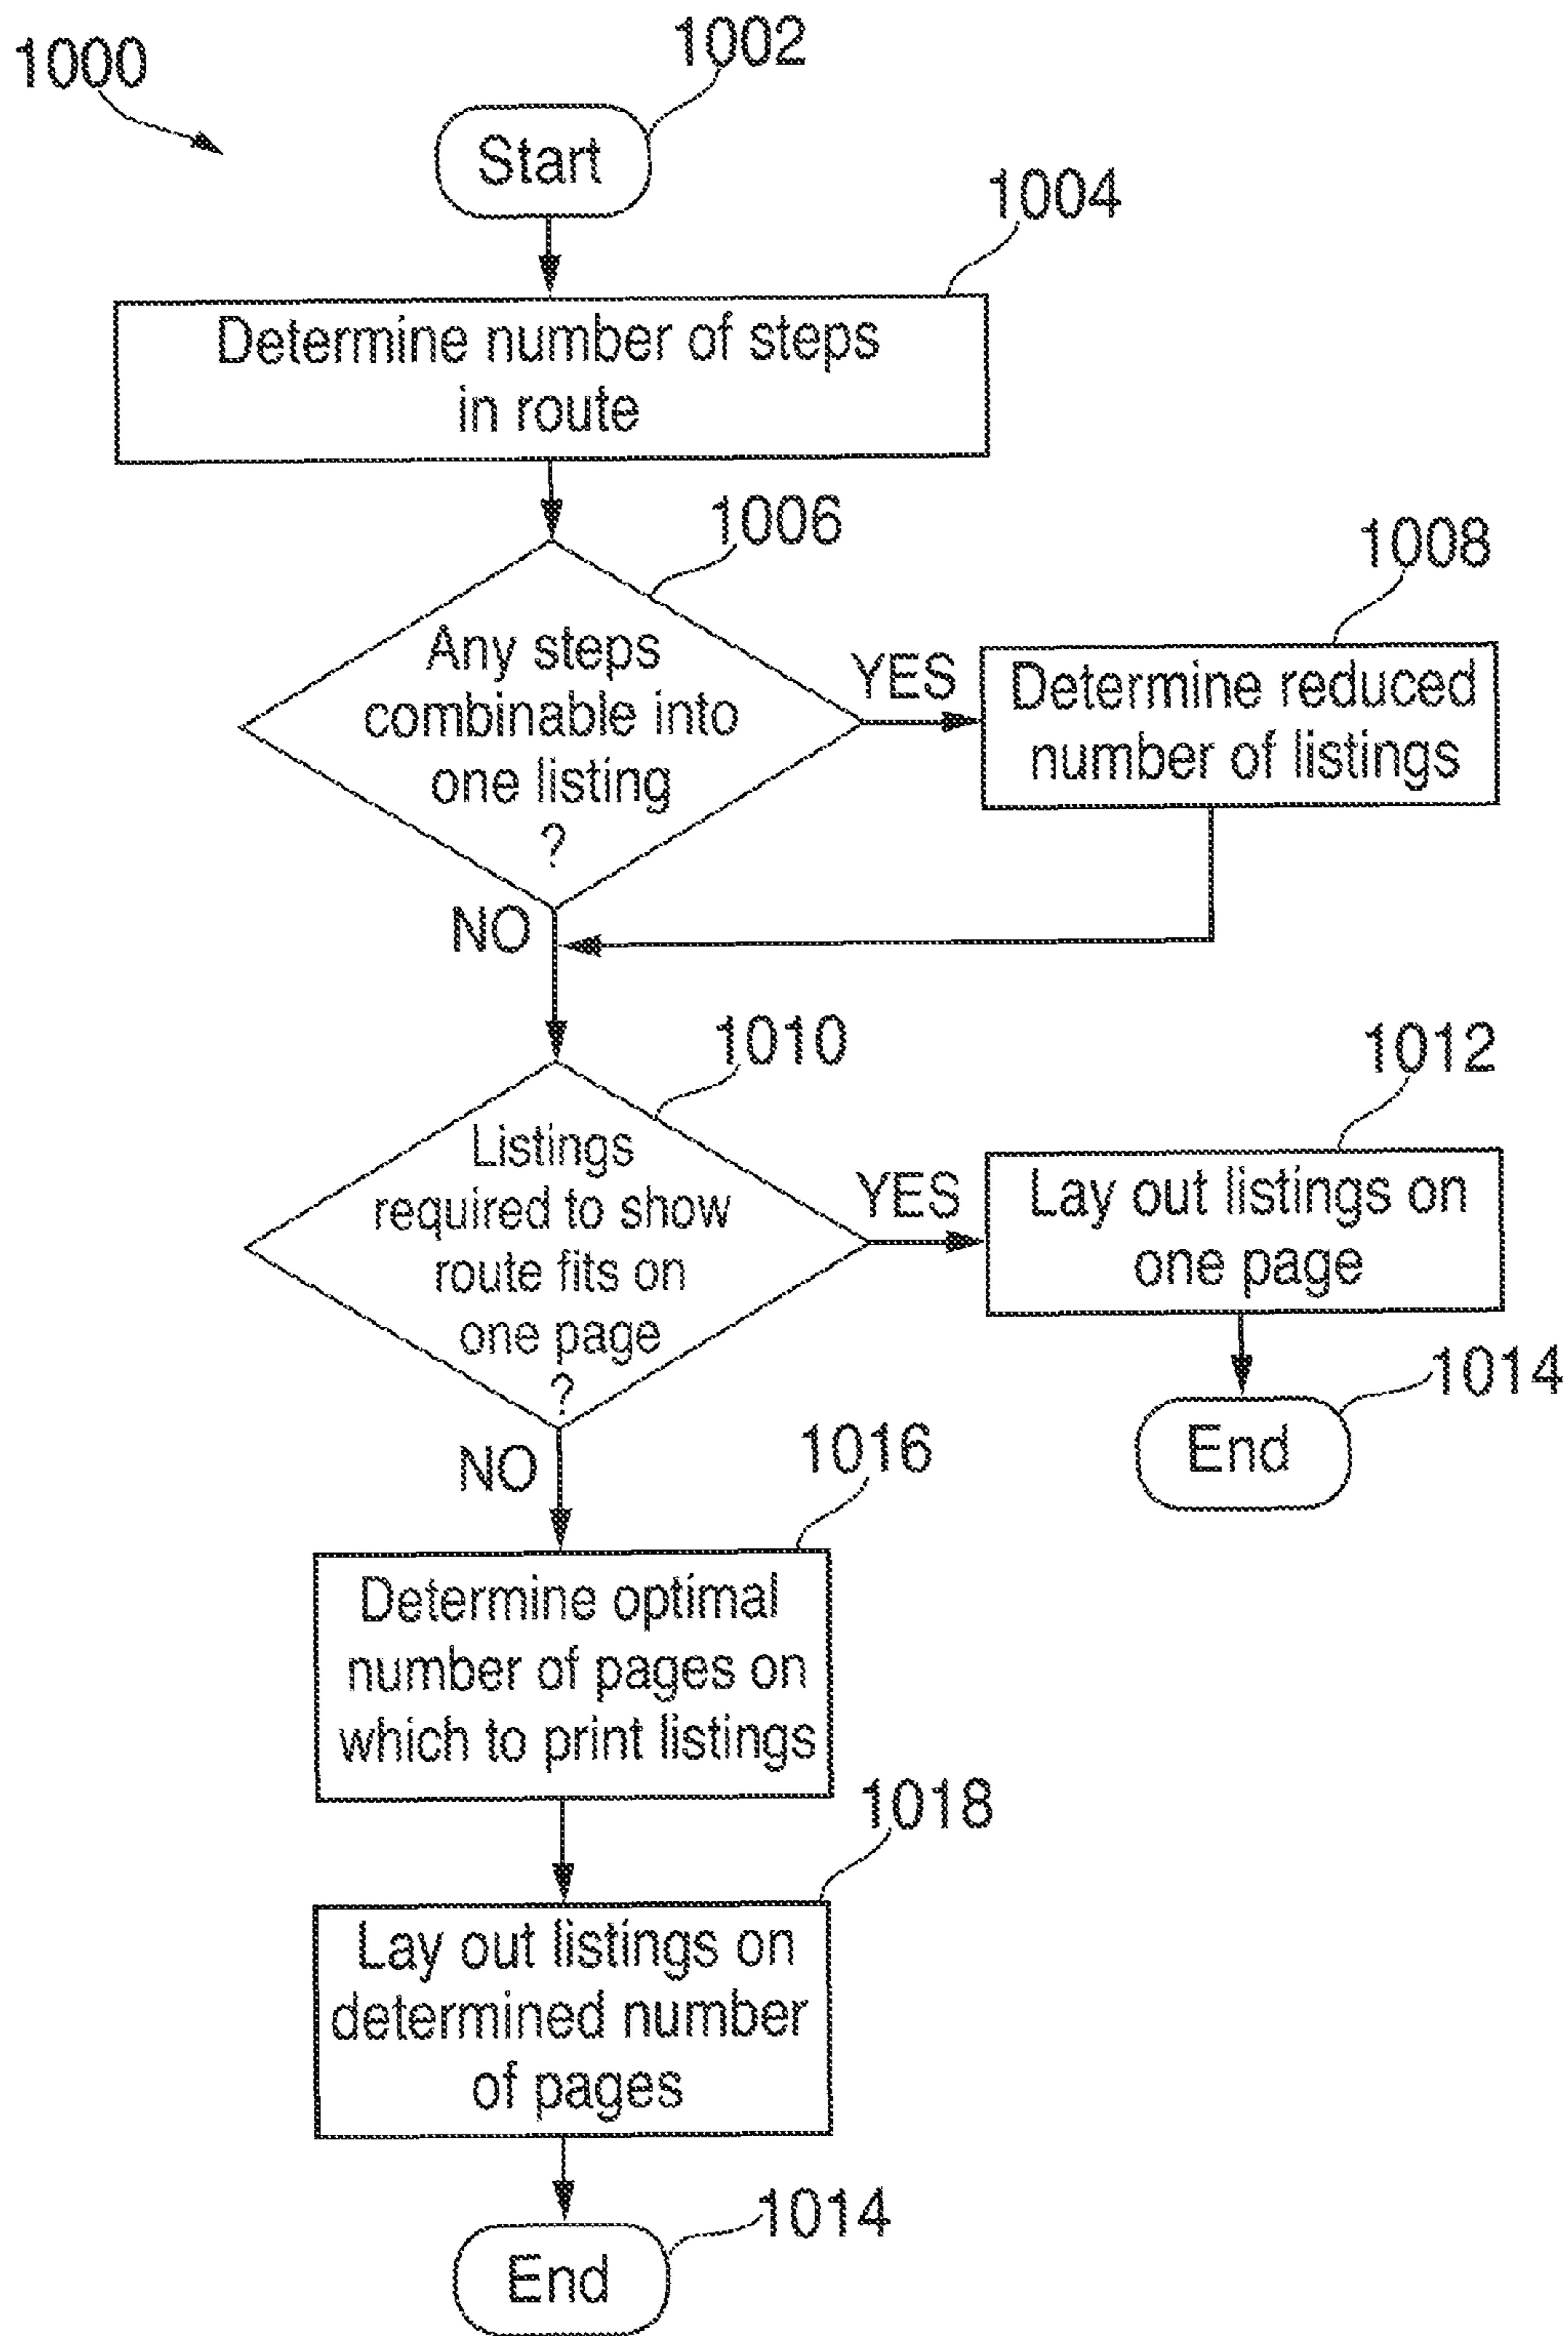 1000
1002
Start
1004
Determine number of steps
in route
1006
Any steps
combinable into
one listing
?
YES
1008
Determine reduced
number of listings
NO
1010
Listings
required to show
route fits on
one page
?
YES
1012
Lay out listings on
one page
1014
End
NO
1016
Determine optimal
number of pages on
which to print listings
1018
Lay out listings on
determined number
of pages
1014
End